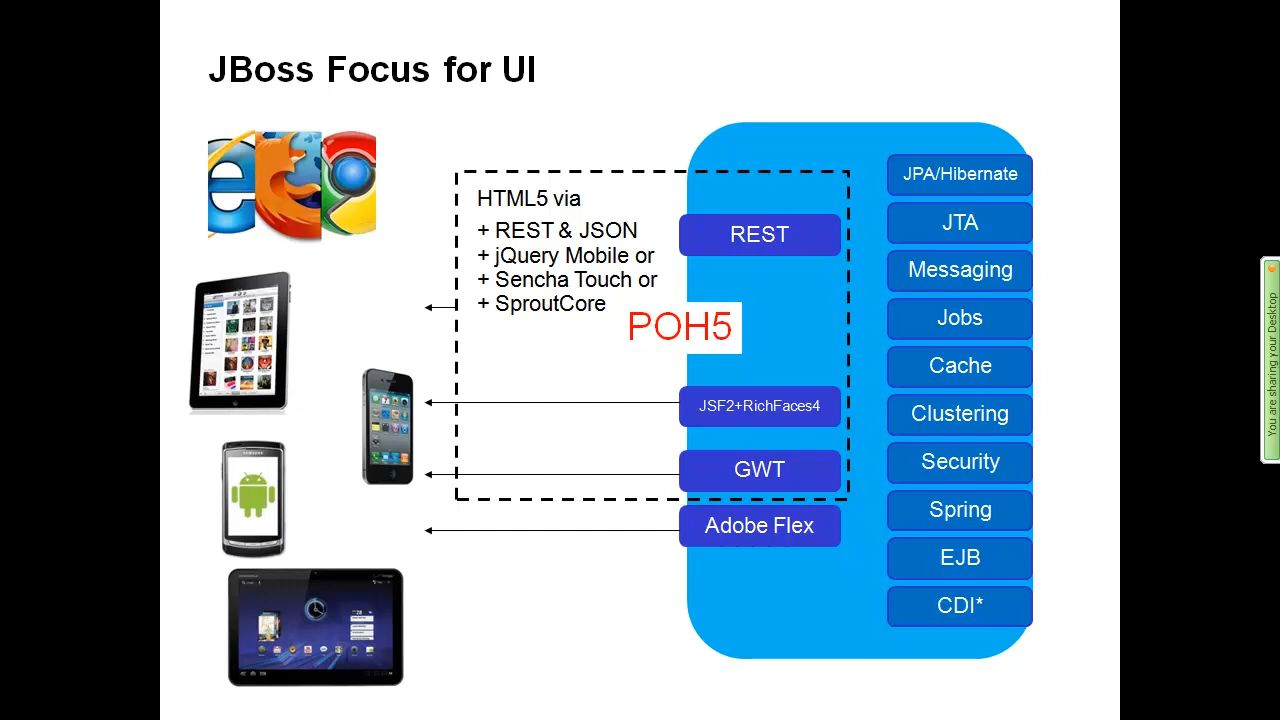 JBoss Focus for UI
HTML5 via
+ REST & JSON
+ jQuery Mobile or
+ Sencha Touch or
+ SproutCore
POH5
REST
JSF2+RichFaces4
GWT
Adobe Flex
JPA/Hibernate
JTA
Messaging
Jobs
Cache
Clustering
Security
Spring
EJB
CDI*
SAMSUNG
You are sharing your Desktop